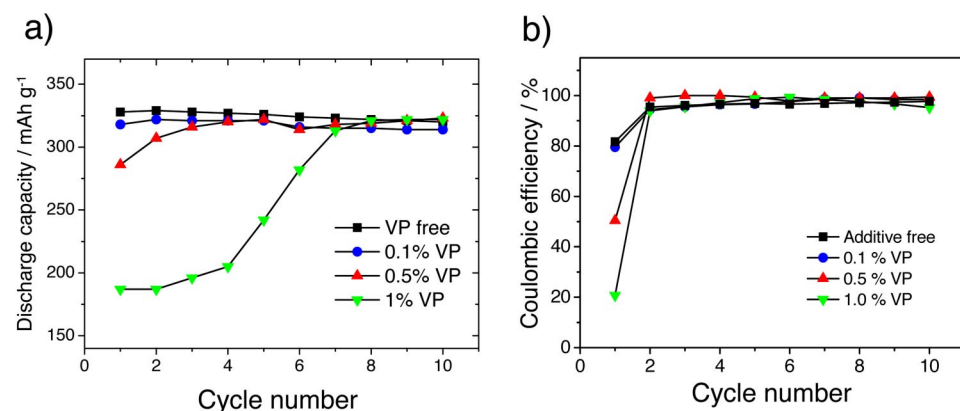 a)
Discharge capacity / mAh g⁻¹
350
300
250
200
150
0
2
4
6
8
10
Cycle number
VP free
0.1% VP
0.5% VP
1% VP
b)
Coulombic efficiency / %
100
80
60
40
20
0
0
2
4
6
8
10
Cycle number
Additive free
0.1 % VP
0.5 % VP
1.0 % VP